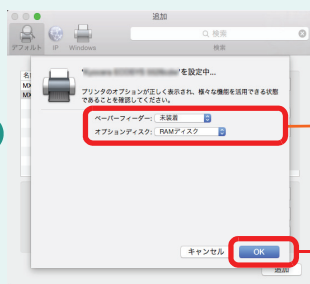 追加
デフォルト IP Windows
検索
検索
を設定中...
プリンタのオプションが正しく表示され、様々な機能を活用できる状態
であることを確認してください。
ペーパーフィーダー: 未装着
オプションディスク: RAMディスク
キャンセル OK
追加